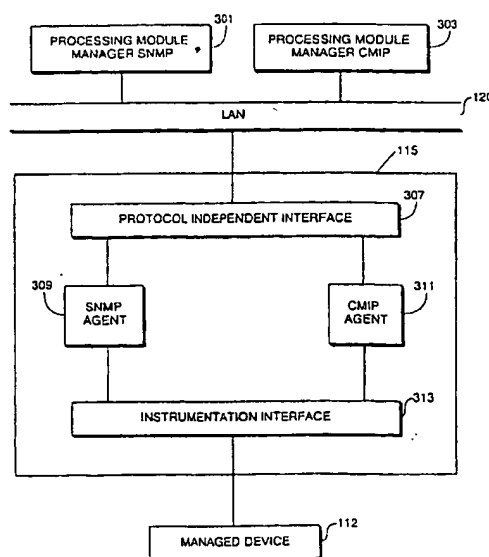 301
303
PROCESSING MODULE
MANAGER SNMP
PROCESSING MODULE
MANAGER CMIP
120
LAN
115
PROTOCOL INDEPENDENT INTERFACE
307
309
SNMP
AGENT
CMIP
AGENT
311
INSTRUMENTATION INTERFACE
313
112
MANAGED DEVICE